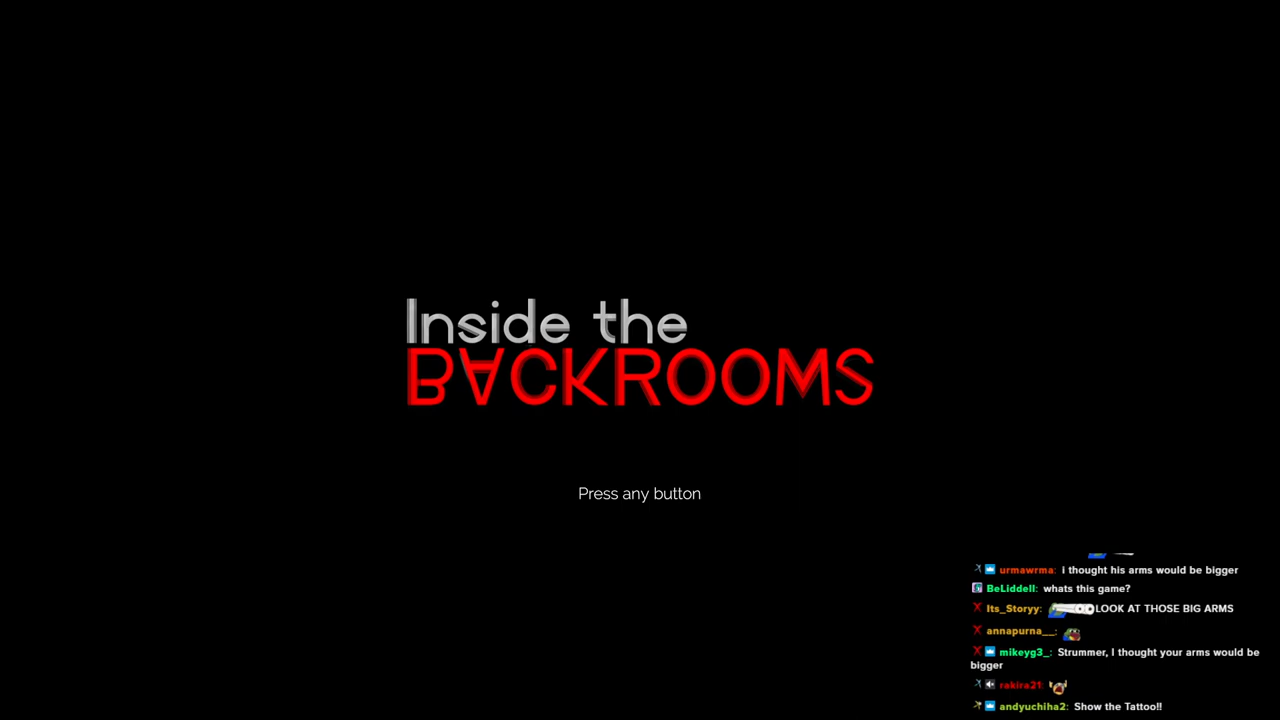 Inside the
BACKROOMS
Press any button
urmawrma: i thought his arms would be bigger
BeLiddell: whats this game?
Its_Storyy: LOOK AT THOSE BIG ARMS
annapurna__:
mikeyg3_: Strummer, I thought your arms would be
bigger
rakira21:
andyuchiha2: Show the Tattoo!!